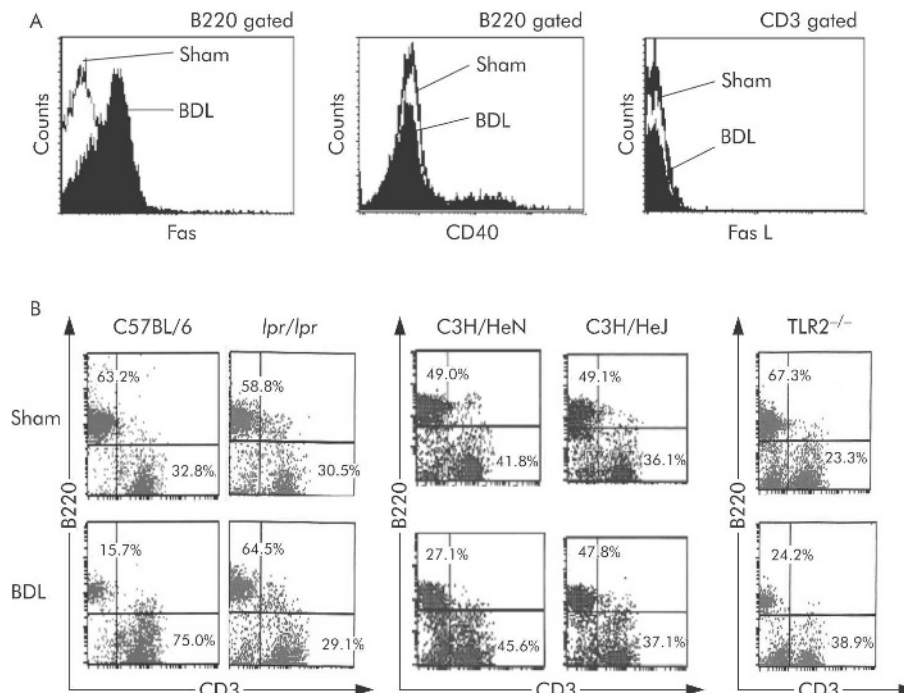 A
B220 gated
B220 gated
CD3 gated
Sham
BDL
Counts
Fas
Sham
BDL
Counts
CD40
Sham
BDL
Counts
Fas L
B
C57BL/6
lpr/lpr
C3H/HeN
C3H/HeJ
TLR2−/−
Sham
63.2%
32.8%
58.8%
30.5%
49.0%
41.8%
49.1%
36.1%
67.3%
23.3%
B220
B220
B220
BDL
15.7%
75.0%
64.5%
29.1%
27.1%
45.6%
47.8%
37.1%
24.2%
38.9%
CD3
CD3
CD3